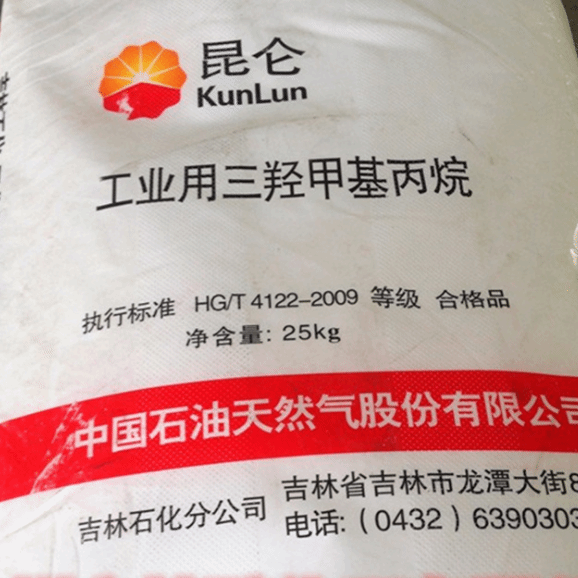 昆仑
KunLun
工业用三羟甲基丙烷
执行标准 HG/T 4122-2009 等级 合格品
净含量: 25kg
中国石油天然气股份有限公司
吉林石化分公司
吉林省吉林市龙潭大街8
电话:(0432)6390303